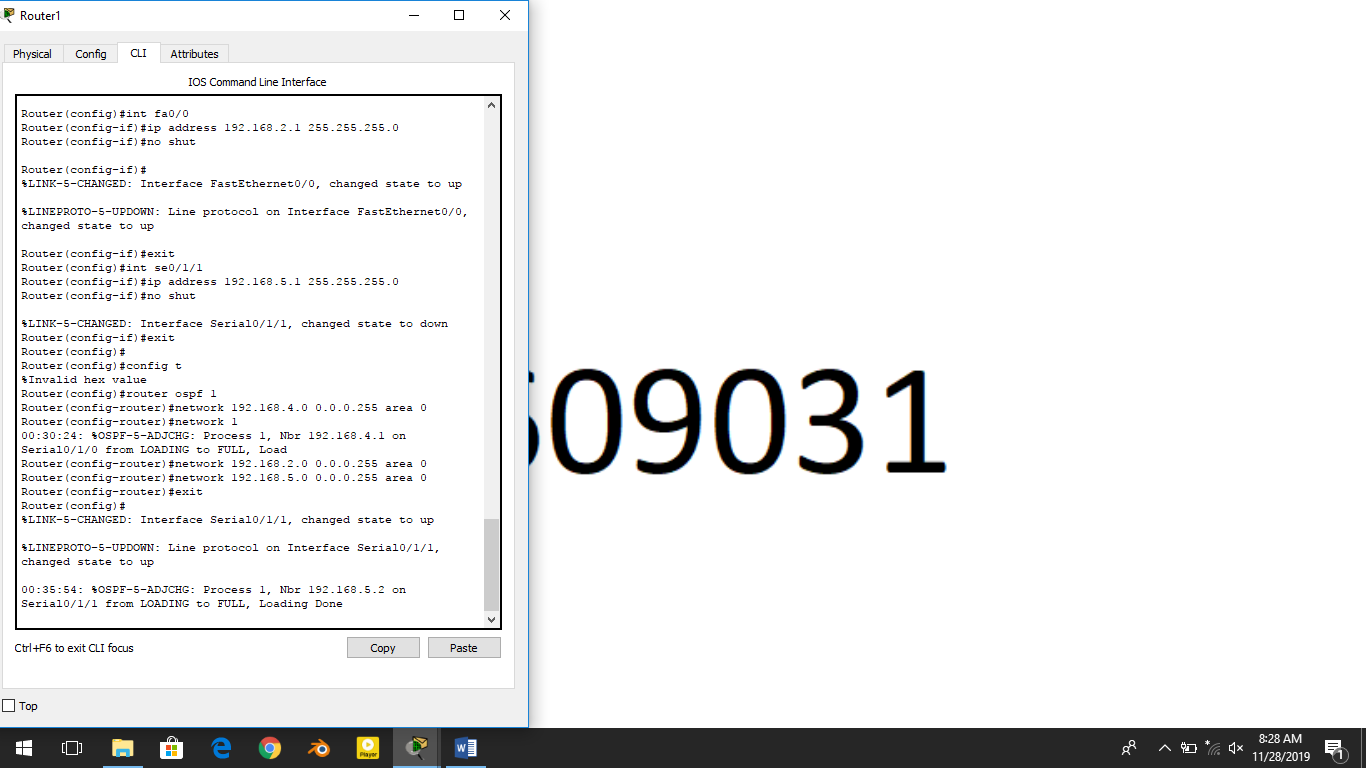 Router1
Physical
Config
CLI
Attributes
IOS Command Line Interface
Router(config)#int fa0/0
Router(config-if)#ip address 192.168.2.1 255.255.255.0
Router(config-if)#no shut
Router(config-if)#
%LINK-5-CHANGED: Interface FastEthernet0/0, changed state to up
%LINEPROTO-5-UPDOWN: Line protocol on Interface FastEthernet0/0,
changed state to up
Router(config-if)#exit
Router(config)#int se0/1/1
Router(config-if)#ip address 192.168.5.1 255.255.255.0
Router(config-if)#no shut
%LINK-5-CHANGED: Interface Serial0/1/1, changed state to down
Router(config-if)#exit
Router(config)#
Router(config)#config t
%Invalid hex value
Router(config)#router ospf 1
Router(config-router)#network 192.168.4.0 0.0.0.255 area 0
Router(config-router)#network 1
00:30:24: %OSPF-5-ADJCHG: Process 1, Nbr 192.168.4.1 on
Serial0/1/0 from LOADING to FULL, Load
Router(config-router)#network 192.168.2.0 0.0.0.255 area 0
Router(config-router)#network 192.168.5.0 0.0.0.255 area 0
Router(config-router)#exit
Router(config)#
%LINK-5-CHANGED: Interface Serial0/1/1, changed state to up
%LINEPROTO-5-UPDOWN: Line protocol on Interface Serial0/1/1,
changed state to up
00:35:54: %OSPF-5-ADJCHG: Process 1, Nbr 192.168.5.2 on
Serial0/1/1 from LOADING to FULL, Loading Done
Ctrl+F6 to exit CLI focus
Copy
Paste
Top
09031
Player
8:28 AM
11/28/2019
1